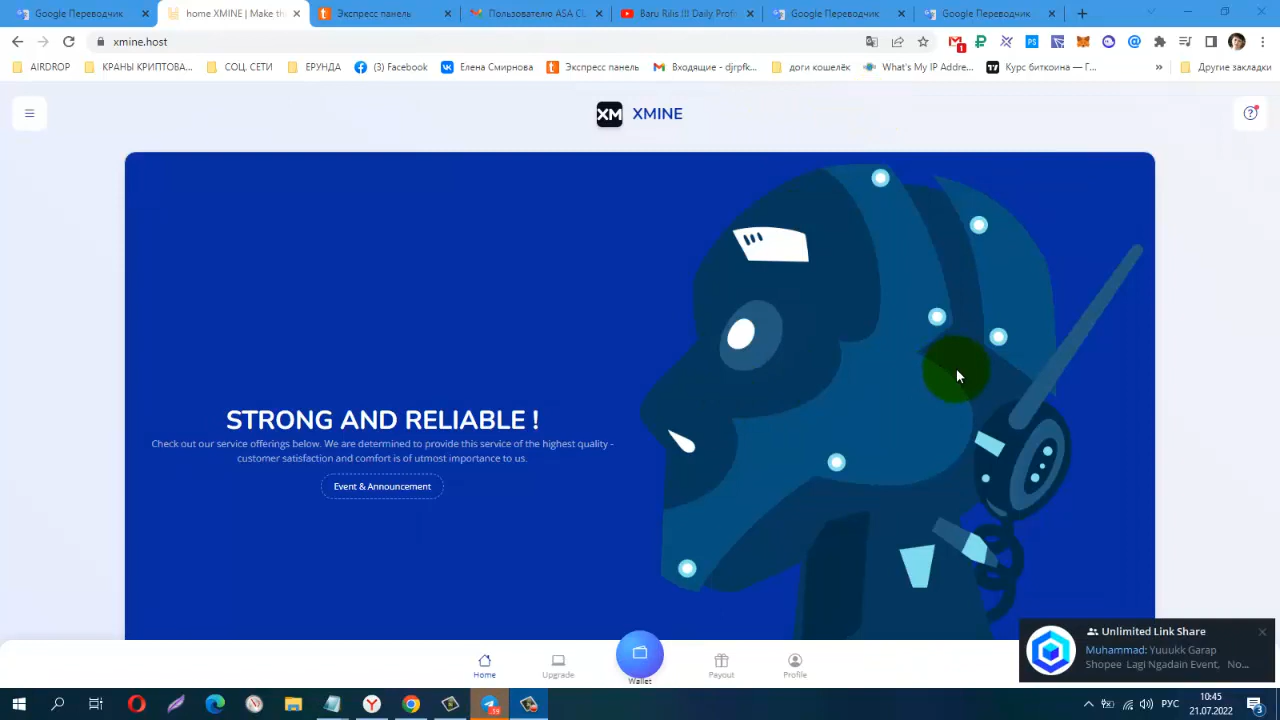 Google Переводчик
home XMINE | Make th
Экспресс панель
Пользователю ASA CL
Baru Rilis !!! Daily Profi
Google Переводчик
Google Переводчик
xmine.host
1
AIRDROP
КРАНЫ КРИПТОВА...
СОЦ. СЕТИ
ЕРУНДА
(3) Facebook
Елена Смирнова
Экспресс панель
Входящие - djrpfk...
доги кошелёк
What's My IP Addre...
Курс биткоина — Г...
»
Другие закладки
XM XMINE
STRONG AND RELIABLE !
Check out our service offerings below. We are determined to provide this service of the highest quality -
customer satisfaction and comfort is of utmost importance to us.
Event & Announcement
Unlimited Link Share
Muhammad: Yuuukk Garap
Shopee Lagi Ngadain Event, No...
Home
Upgrade
Wallet
Payout
Profile
19
РУС
10:45
21.07.2022
3